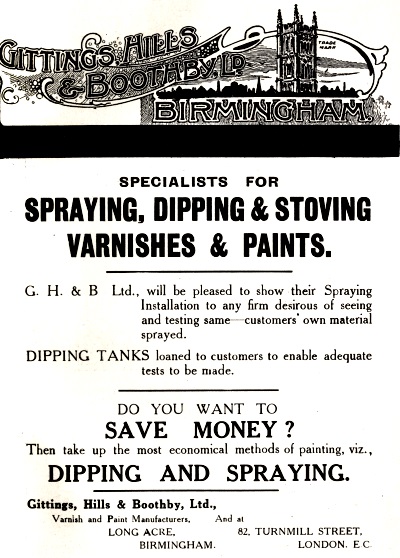 GITTINGS, HILLS
& BOOTHBY, LD
TRADE
MARK
BIRMINGHAM.
SPECIALISTS FOR
SPRAYING, DIPPING & STOVING
VARNISHES & PAINTS.
G. H. & B Ltd., will be pleased to show their Spraying
Installation to any firm desirous of seeing
and testing same—customers' own material
sprayed.
DIPPING TANKS loaned to customers to enable adequate
tests to be made.
DO YOU WANT TO
SAVE MONEY?
Then take up the most economical methods of painting, viz.,
DIPPING AND SPRAYING.
Gittings, Hills & Boothby, Ltd.,
Varnish and Paint Manufacturers, And at
LONG ACRE, 82, TURNMILL STREET,
BIRMINGHAM. LONDON. E.C.